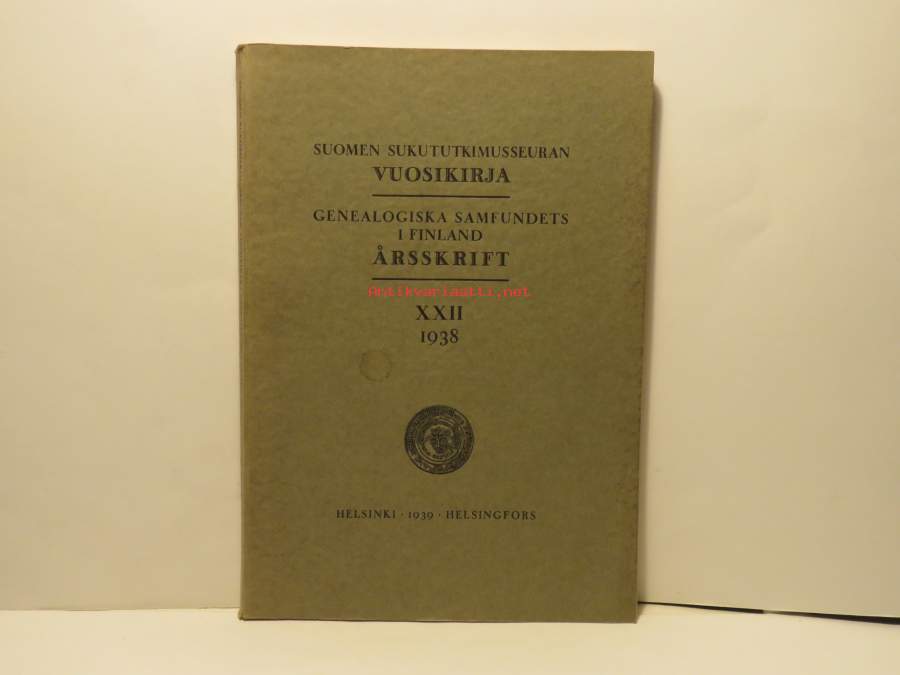 SUOMEN SUKUTUTKIMUSSEURAN
VUOSIKIRJA
GENEALOGISKA SAMFUNDETS
I FINLAND
ÅRSSKRIFT
Antikvariaatti.net
XXII
1938
HELSINKI · 1939 · HELSINGFORS